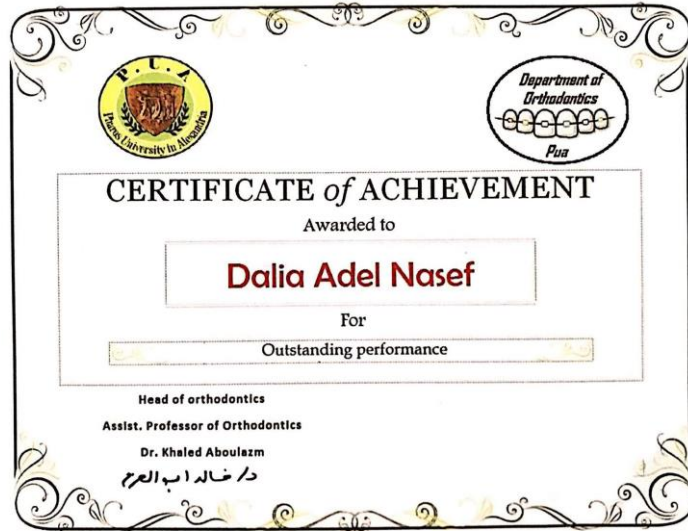 P.U.A
Pharos University in Alexandria
Department of
Orthodontics
Pua
CERTIFICATE of ACHIEVEMENT
Awarded to
Dalia Adel Nasef
For
Outstanding performance
Head of orthodontics
Assist. Professor of Orthodontics
Dr. Khaled Aboulazm
د/ خالد ابو العزم